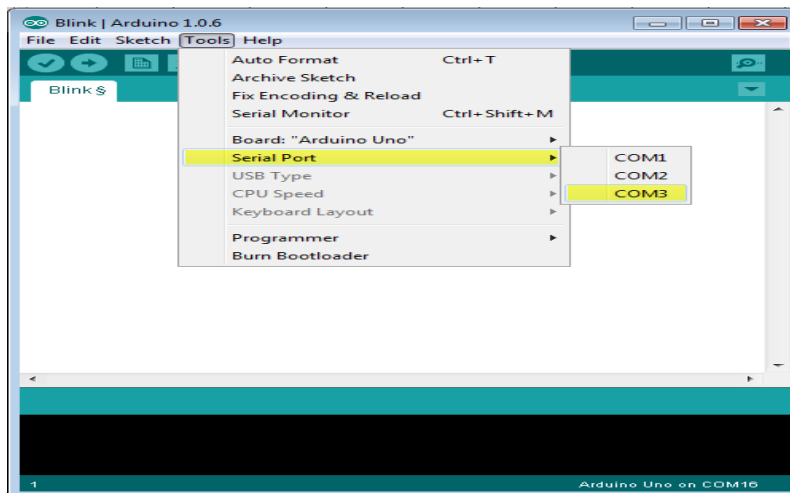 Blink | Arduino 1.0.6
File Edit Sketch Tools Help
Auto Format Ctrl+T
Archive Sketch
Fix Encoding & Reload
Serial Monitor Ctrl+Shift+M
Blink §
Board: "Arduino Uno"
Serial Port
USB Type
CPU Speed
Keyboard Layout
Programmer
Burn Bootloader
COM1
COM2
COM3
1 Arduino Uno on COM16